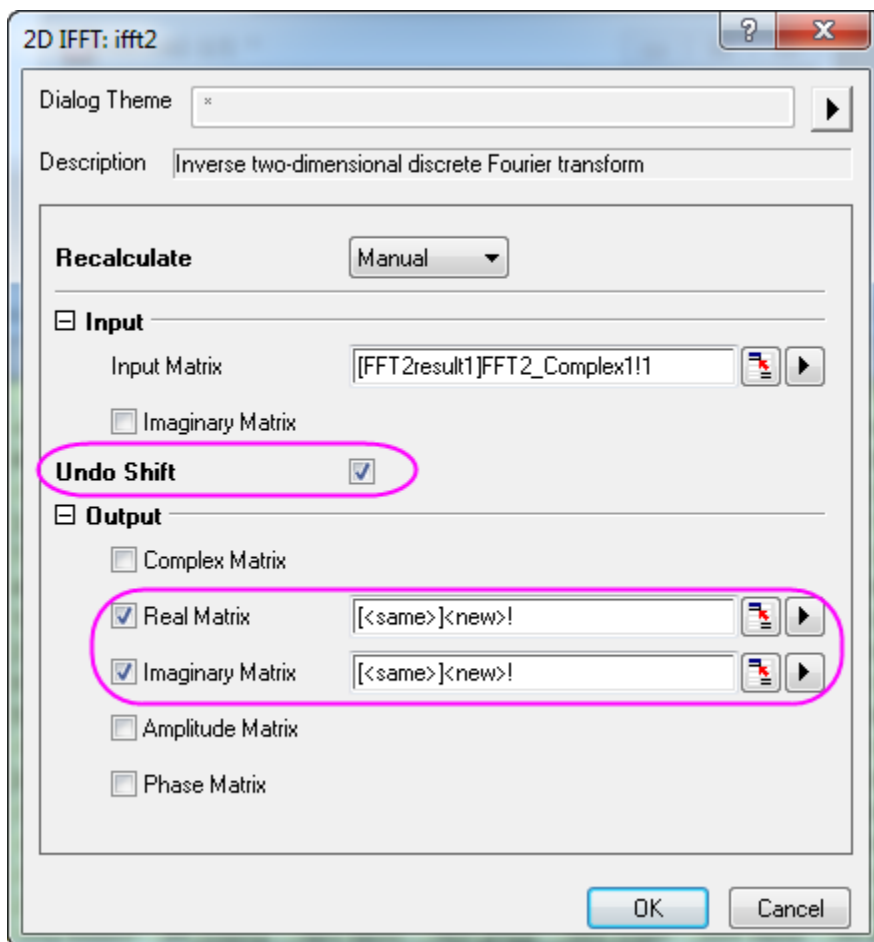 2D IFFT: ifft2
Dialog Theme *
Description Inverse two-dimensional discrete Fourier transform
Recalculate Manual
Input
Input Matrix [FFT2result1]FFT2_Complex1!1
Imaginary Matrix
Undo Shift
Output
Complex Matrix
Real Matrix [<same>]<new>!
Imaginary Matrix [<same>]<new>!
Amplitude Matrix
Phase Matrix
OK Cancel